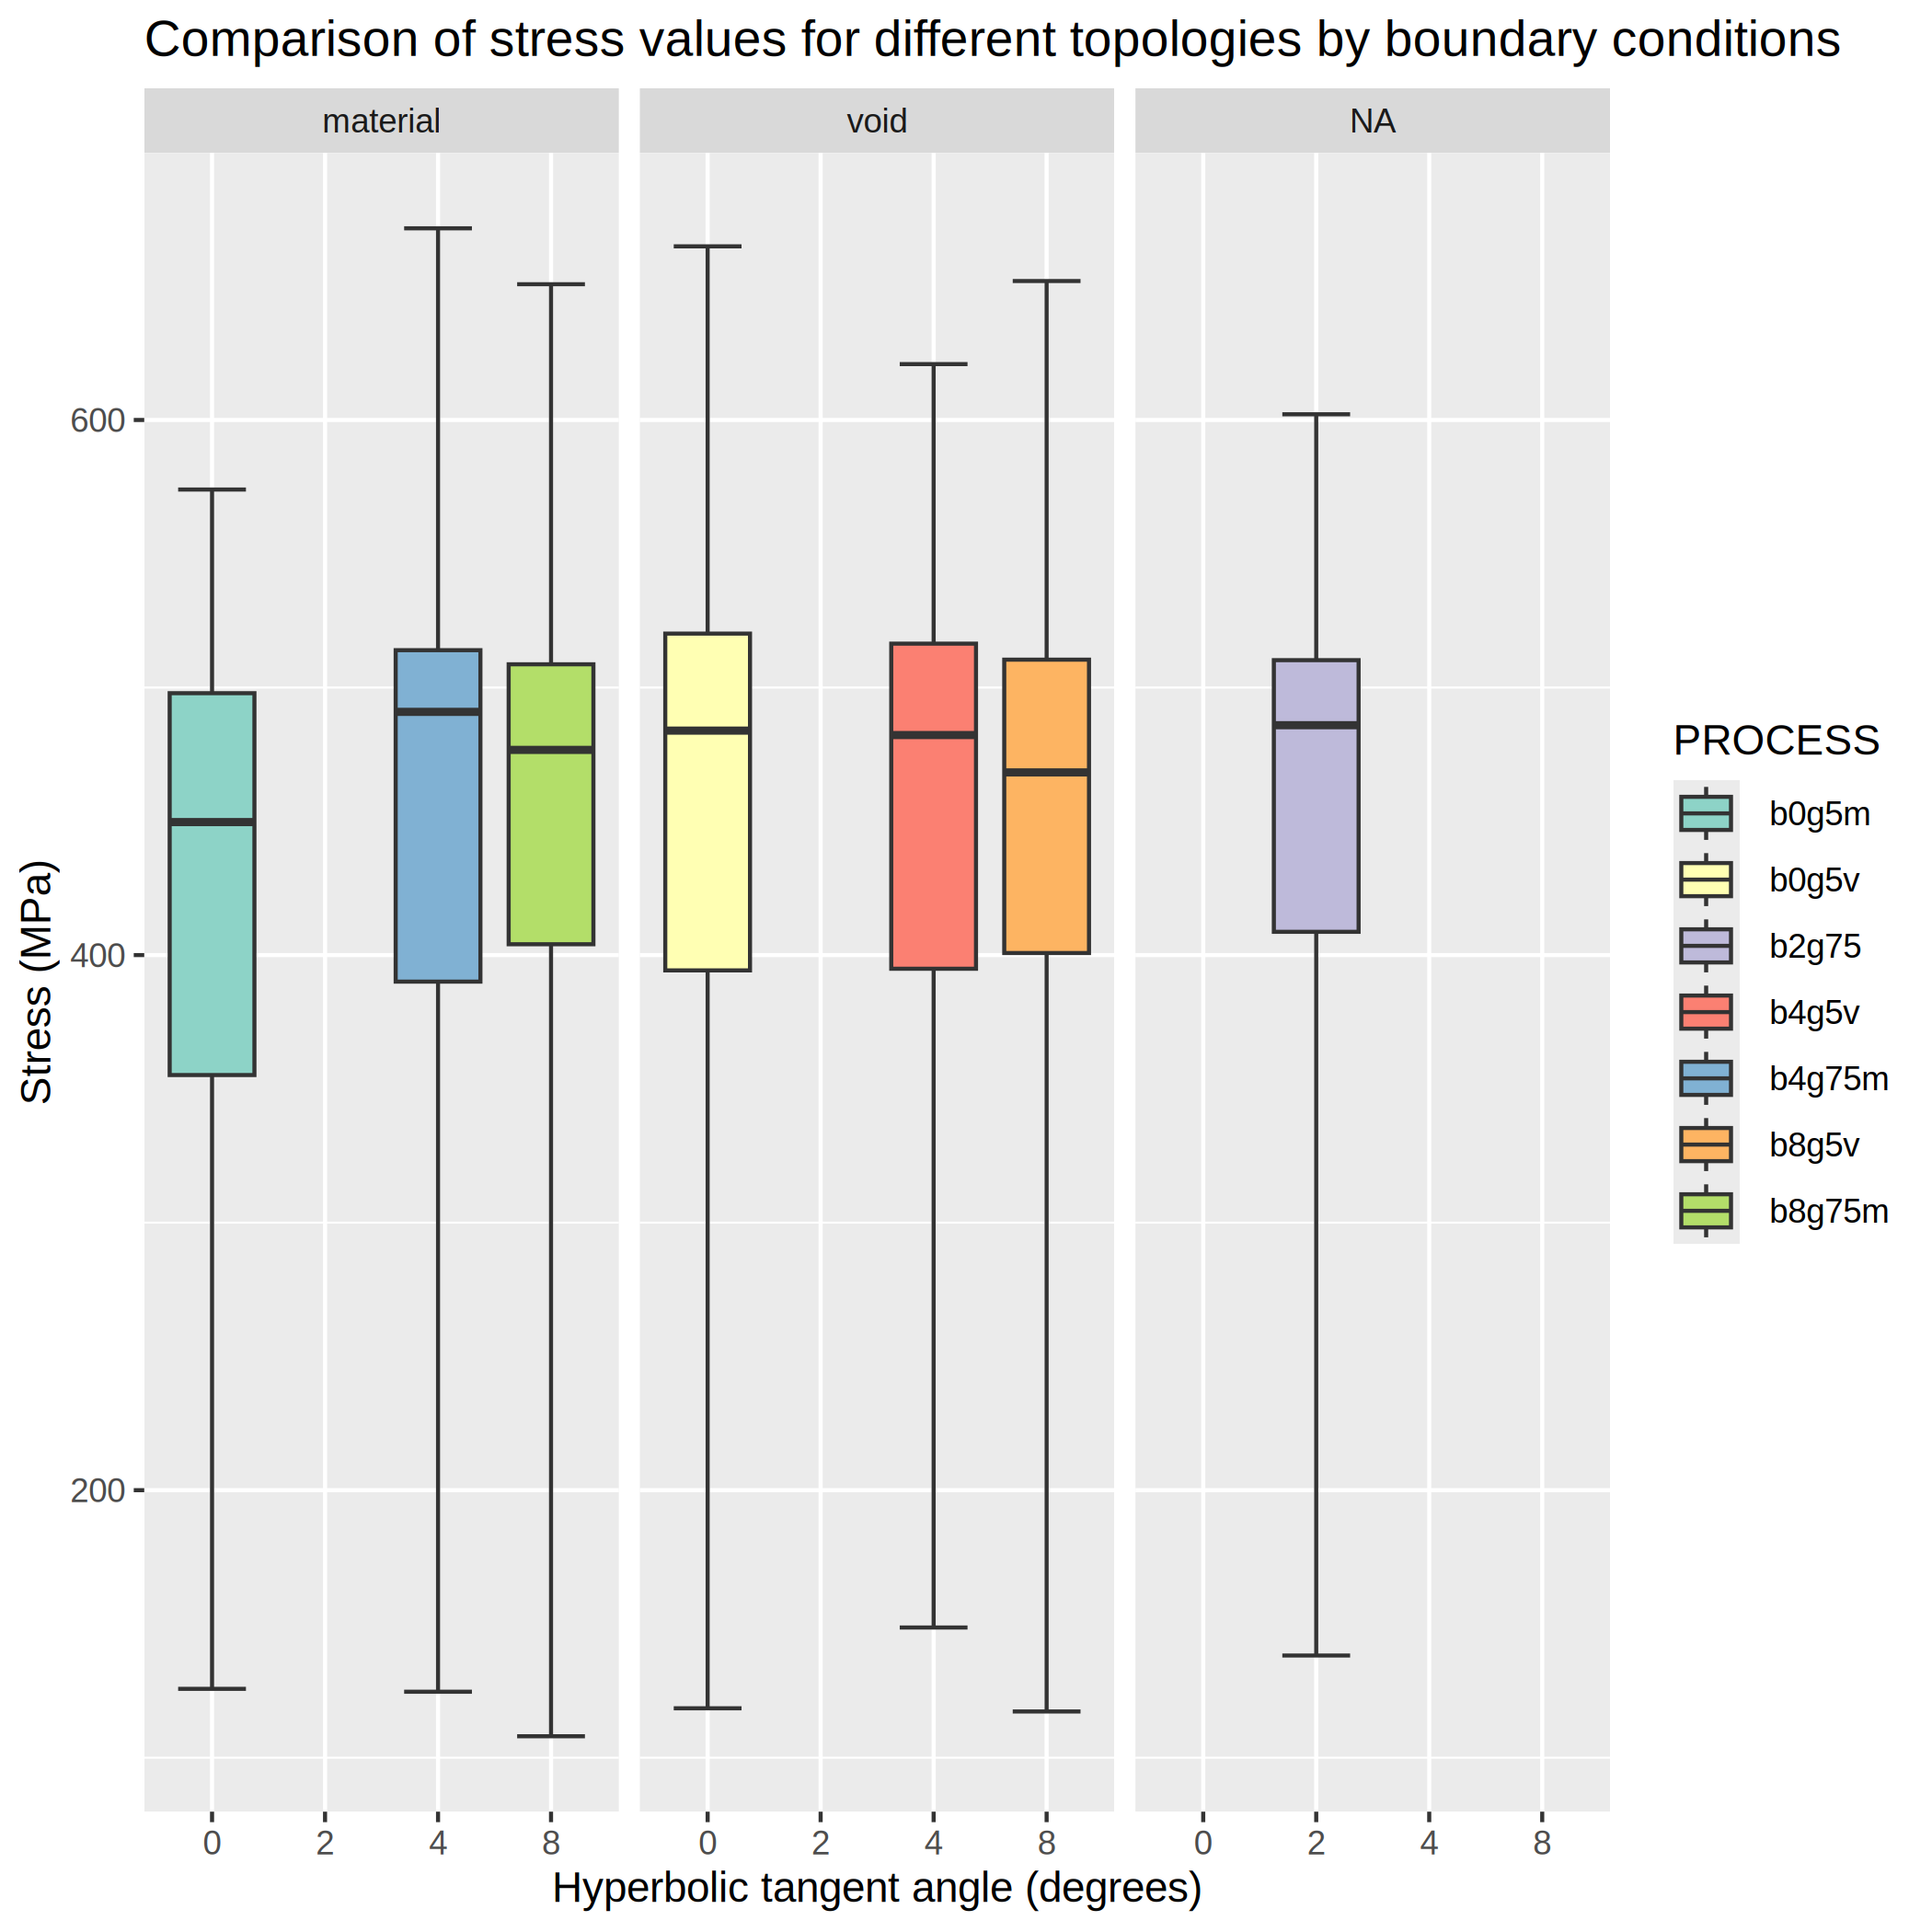 Comparison of stress values for different topologies by boundary conditions
material void NA
600
400
200
Stress (MPa)
0 2 4 8 0 2 4 8 0 2 4 8
Hyperbolic tangent angle (degrees)
PROCESS
b0g5m
b0g5v
b2g75
b4g5v
b4g75m
b8g5v
b8g75m